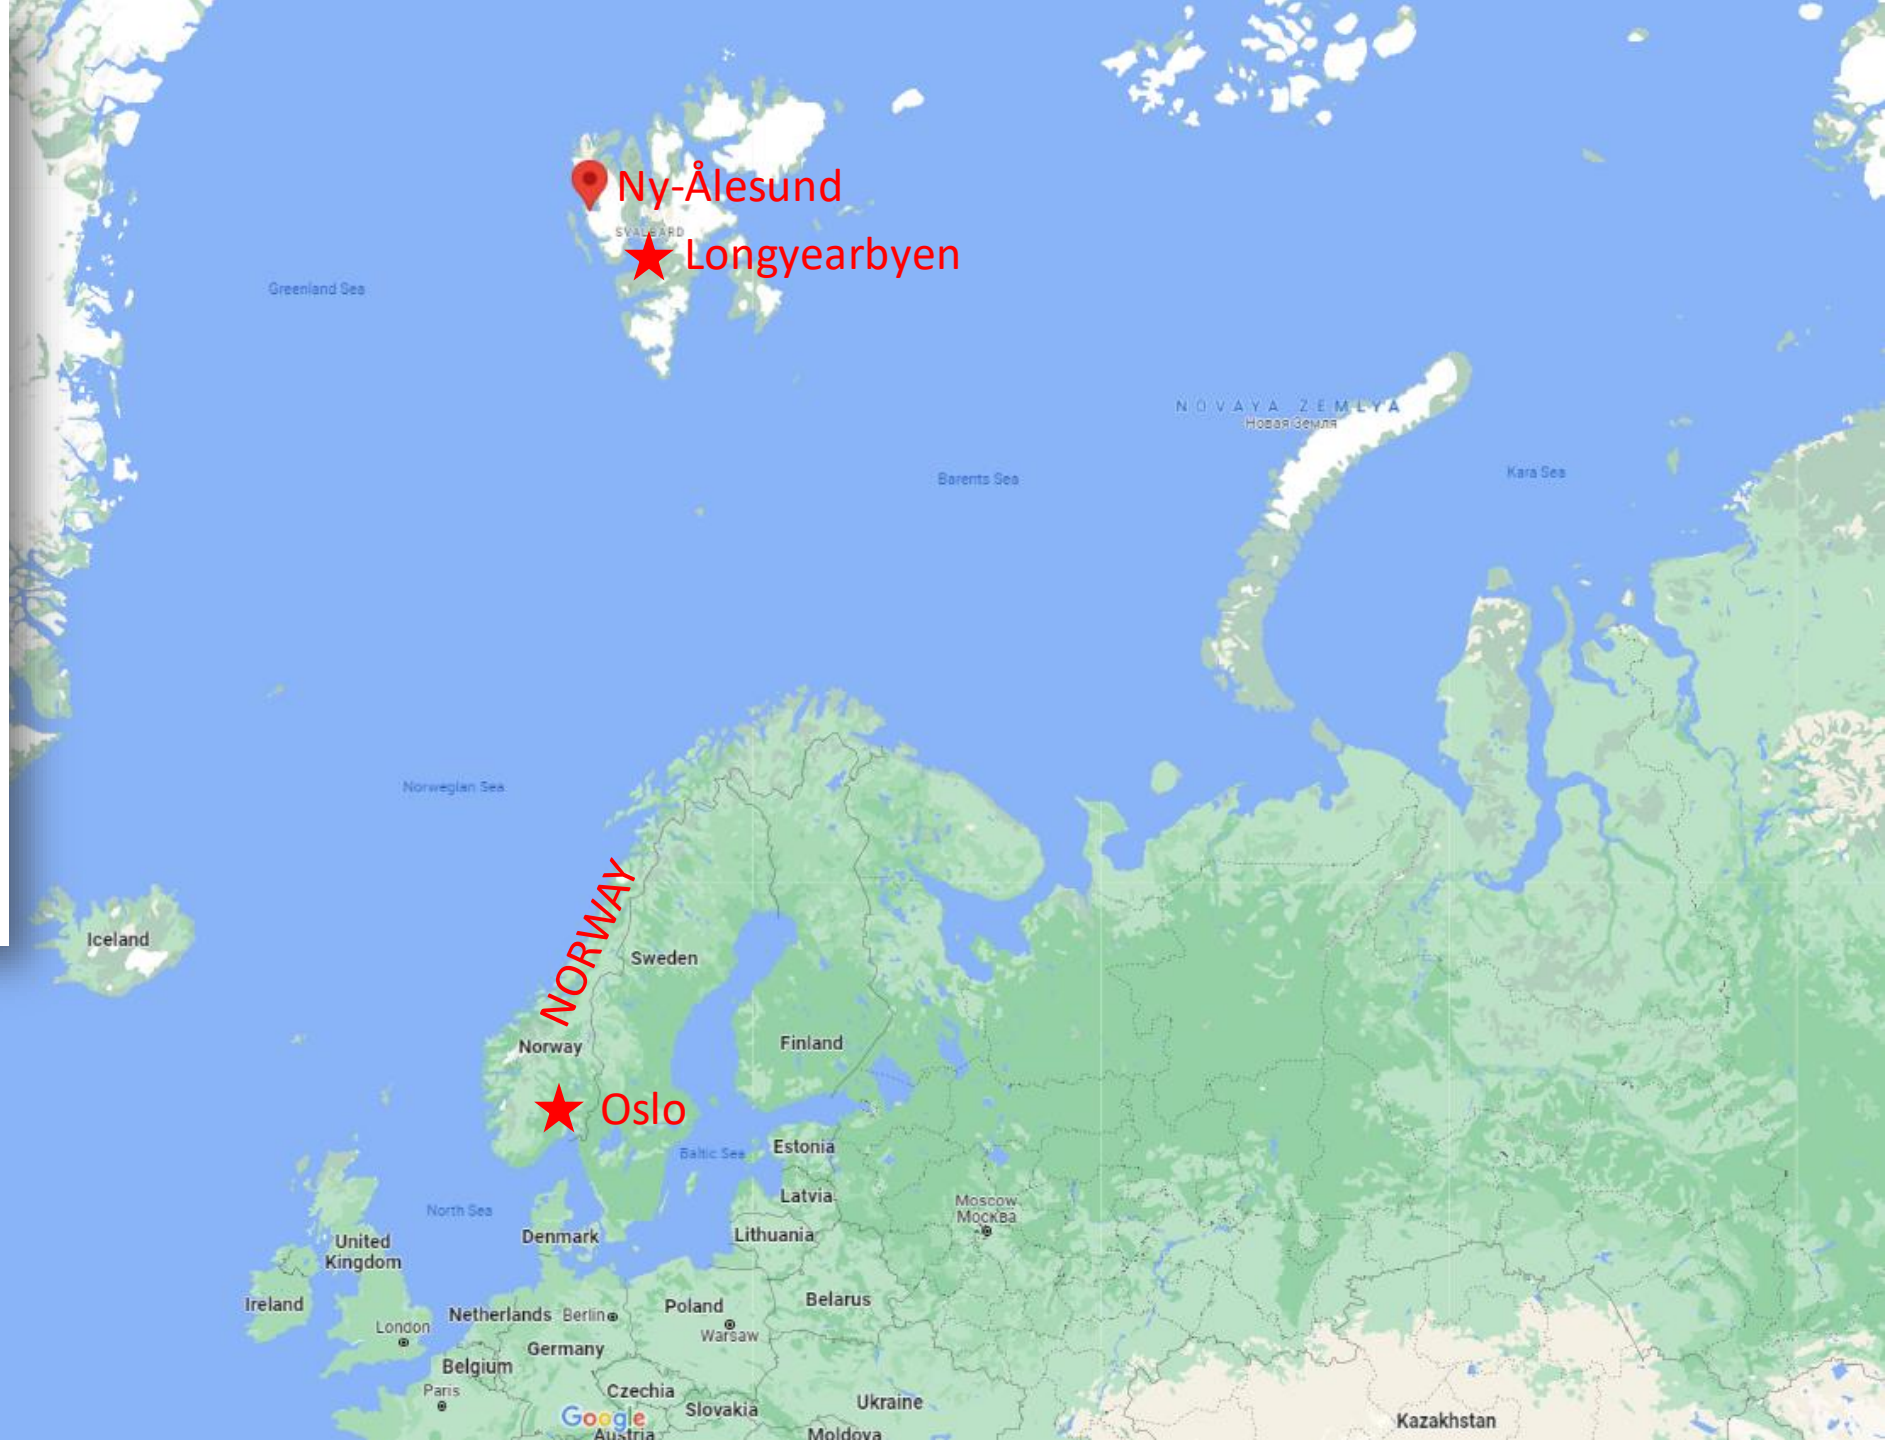 Ny-Ålesund
SVALBARD
Longyearbyen
Greenland Sea
NOVAYA ZEMLYA
Новая Земля
Barents Sea
Kara Sea
Norwegian Sea
NORWAY
Iceland
Sweden
Norway
Finland
Oslo
Baltic Sea
Estonia
Latvia
Moscow
Москва
North Sea
Denmark
Lithuania
United
Kingdom
Ireland
Netherlands
Berlin
Poland
Belarus
London
Warsaw
Germany
Belgium
Paris
Czechia
Ukraine
Slovakia
Google
Kazakhstan
Austria
Moldova